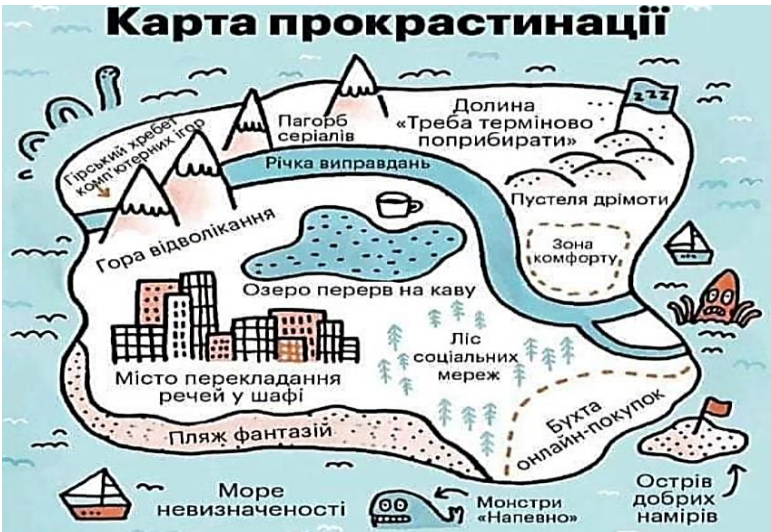 Карта прокрастинації
Гірський хребет
комп'ютерних ігор
Пагорб
серіалів
Долина
«Треба терміново
поприбирати»
zzz
Річка виправдань
Пустеля дрімоти
Гора відволікання
Зона
комфорту
Озеро перерв на каву
Ліс
соціальних
мереж
Місто перекладання
речей у шафі
Бухта
онлайн-покупок
Пляж фантазій
Море
невизначеності
Монстри
«Напевно»
Острів
добрих
намірів